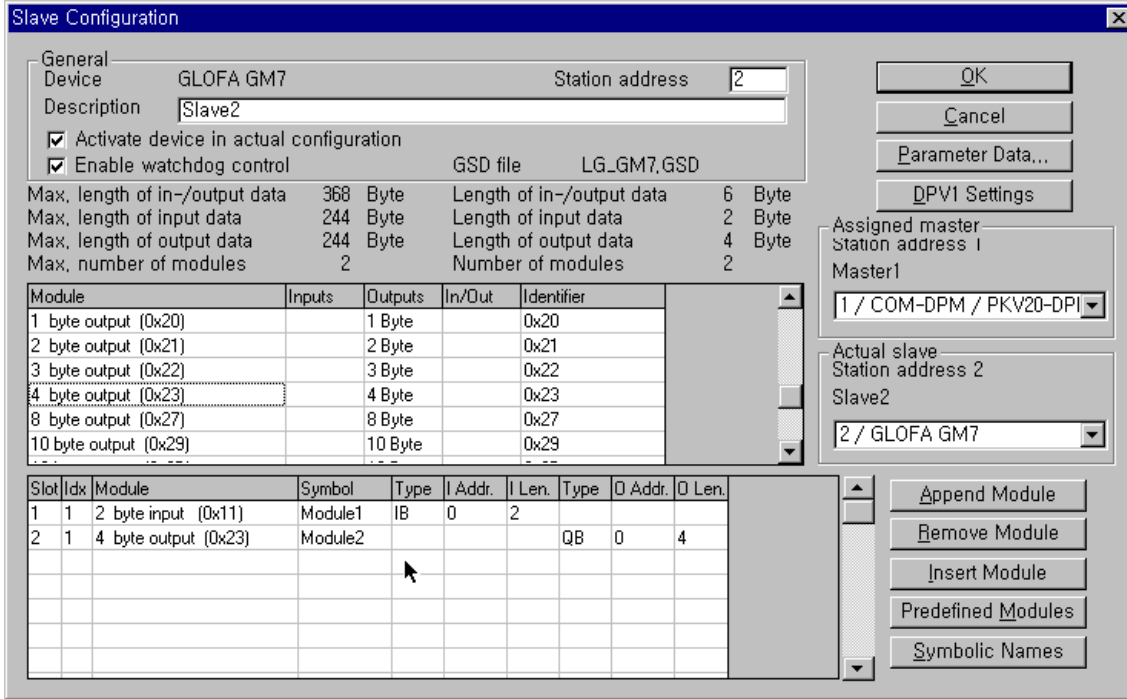 Slave Configuration
General
Device GLOFA GM7 Station address 2
Description Slave2
Activate device in actual configuration
Enable watchdog control GSD file LG_GM7.GSD
Max. length of in-/output data 368 Byte Length of in-/output data 6 Byte
Max. length of input data 244 Byte Length of input data 2 Byte
Max. length of output data 244 Byte Length of output data 4 Byte
Max. number of modules 2 Number of modules 2
OK
Cancel
Parameter Data...
DPV1 Settings
Assigned master
Station address 1
Master1
1 / COM-DPM / PKV20-DPI
Actual slave
Station address 2
Slave2
2 / GLOFA GM7
Module Inputs Outputs In/Out Identifier
1 byte output (0x20) 1 Byte 0x20
2 byte output (0x21) 2 Byte 0x21
3 byte output (0x22) 3 Byte 0x22
4 byte output (0x23) 4 Byte 0x23
8 byte output (0x27) 8 Byte 0x27
10 byte output (0x29) 10 Byte 0x29
Slot Idx Module Symbol Type I Addr. I Len. Type O Addr. O Len.
1 1 2 byte input (0x11) Module1 IB 0 2
2 1 4 byte output (0x23) Module2 QB 0 4
Append Module
Remove Module
Insert Module
Predefined Modules
Symbolic Names